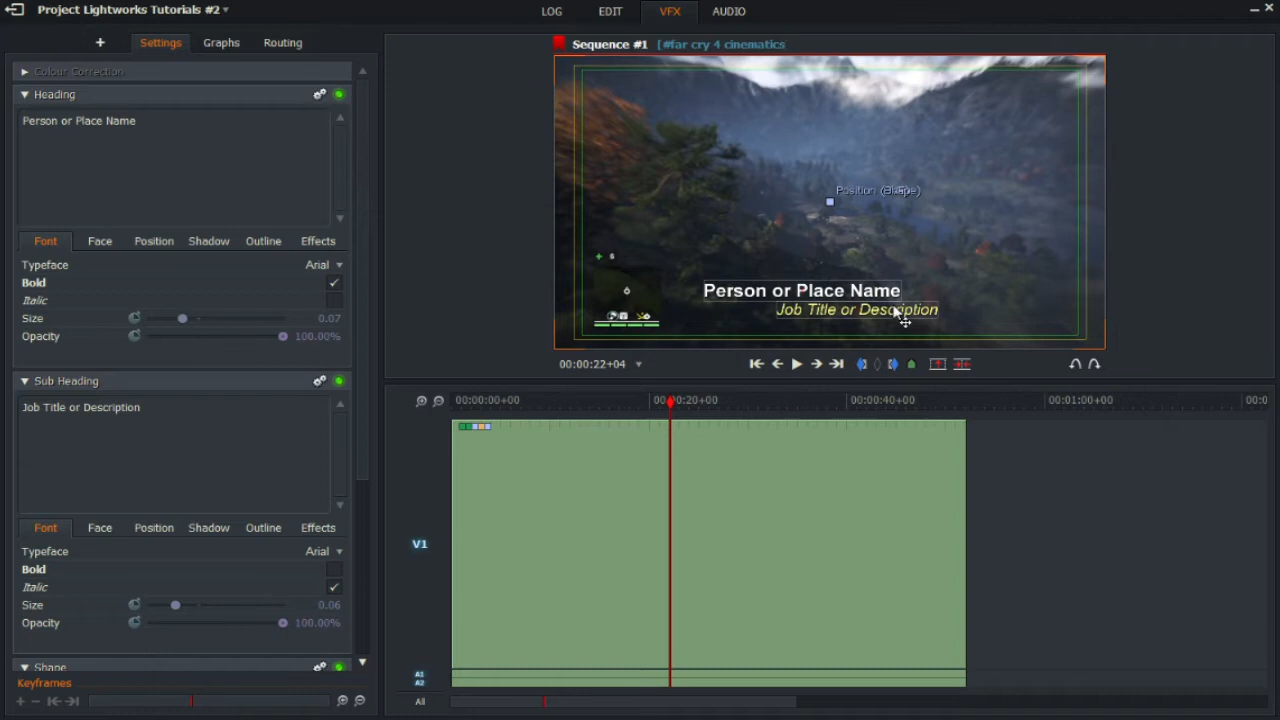 Project Lightworks Tutorials #2
LOG EDIT VFX AUDIO
+ Settings Graphs Routing
Colour Correction
Heading
Person or Place Name
Font Face Position Shadow Outline Effects
Typeface Arial
Bold
Italic
Size 0.07
Opacity 100.00%
Sub Heading
Job Title or Description
Font Face Position Shadow Outline Effects
Typeface Arial
Bold
Italic
Size 0.06
Opacity 100.00%
Shape
Keyframes
Sequence #1 [#far cry 4 cinematics
Position
+ 6
Person or Place Name
Job Title or Description
00:00:22+04
00:00:00+00 00:00:20+00 00:00:40+00 00:01:00+00 00:0
V1
A1
A2
All